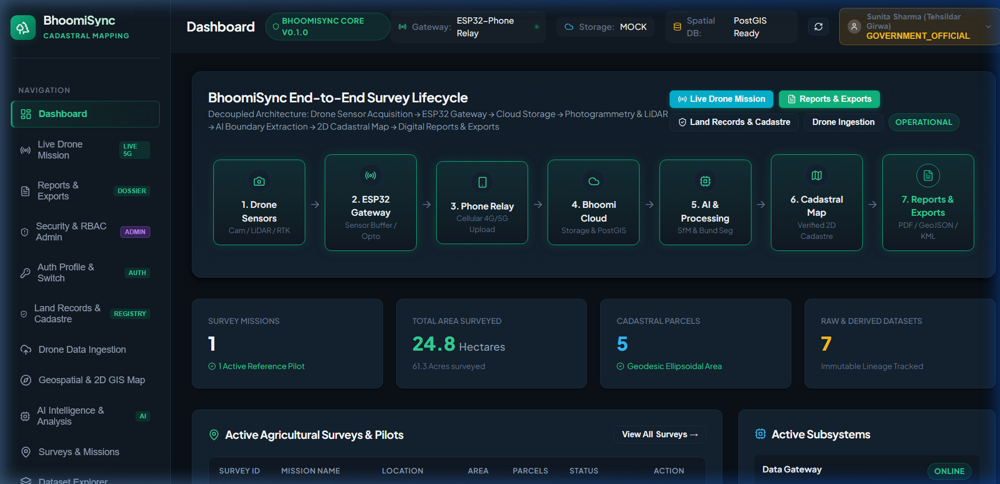 BhoomiSync
CADASTRAL MAPPING
NAVIGATION
Dashboard
Live Drone
Mission
LIVE
5G
Reports &
Exports
DOSSIER
Security & RBAC
Admin
ADMIN
Auth Profile &
Switch
AUTH
Land Records &
Cadastre
REGISTRY
Drone Data Ingestion
Geospatial & 2D GIS Map
AI Intelligence &
Analysis
AI
Surveys & Missions
Dataset Explorer
Dashboard
BHOOMISYNC CORE
V0.1.0
Gateway:
ESP32-Phone
Relay
Storage: MOCK
Spatial
DB:
PostGIS
Ready
Sunita Sharma (Tehsildar
Girwa)
GOVERNMENT_OFFICIAL
BhoomiSync End-to-End Survey Lifecycle
Decoupled Architecture: Drone Sensor Acquisition → ESP32 Gateway → Cloud Storage → Photogrammetry & LiDAR
→ AI Boundary Extraction → 2D Cadastral Map → Digital Reports & Exports
Live Drone Mission
Reports & Exports
Land Records & Cadastre
Drone Ingestion
OPERATIONAL
1. Drone
Sensors
Cam / LiDAR / RTK
→
2. ESP32
Gateway
Sensor Buffer /
Opto
→
3. Phone Relay
Cellular 4G/5G
Upload
→
4. Bhoomi
Cloud
Storage & PostGIS
→
5. AI &
Processing
SfM & Bund Seg
→
6. Cadastral
Map
Verified 2D
Cadastre
→
7. Reports &
Exports
PDF / GeoJSON /
KML
SURVEY MISSIONS
1
1 Active Reference Pilot
TOTAL AREA SURVEYED
24.8 Hectares
61.3 Acres surveyed
CADASTRAL PARCELS
5
Geodesic Ellipsoidal Area
RAW & DERIVED DATASETS
7
Immutable Lineage Tracked
Active Agricultural Surveys & Pilots
View All Surveys →
SURVEY ID MISSION NAME LOCATION AREA PARCELS STATUS ACTION
Active Subsystems
Data Gateway
ONLINE